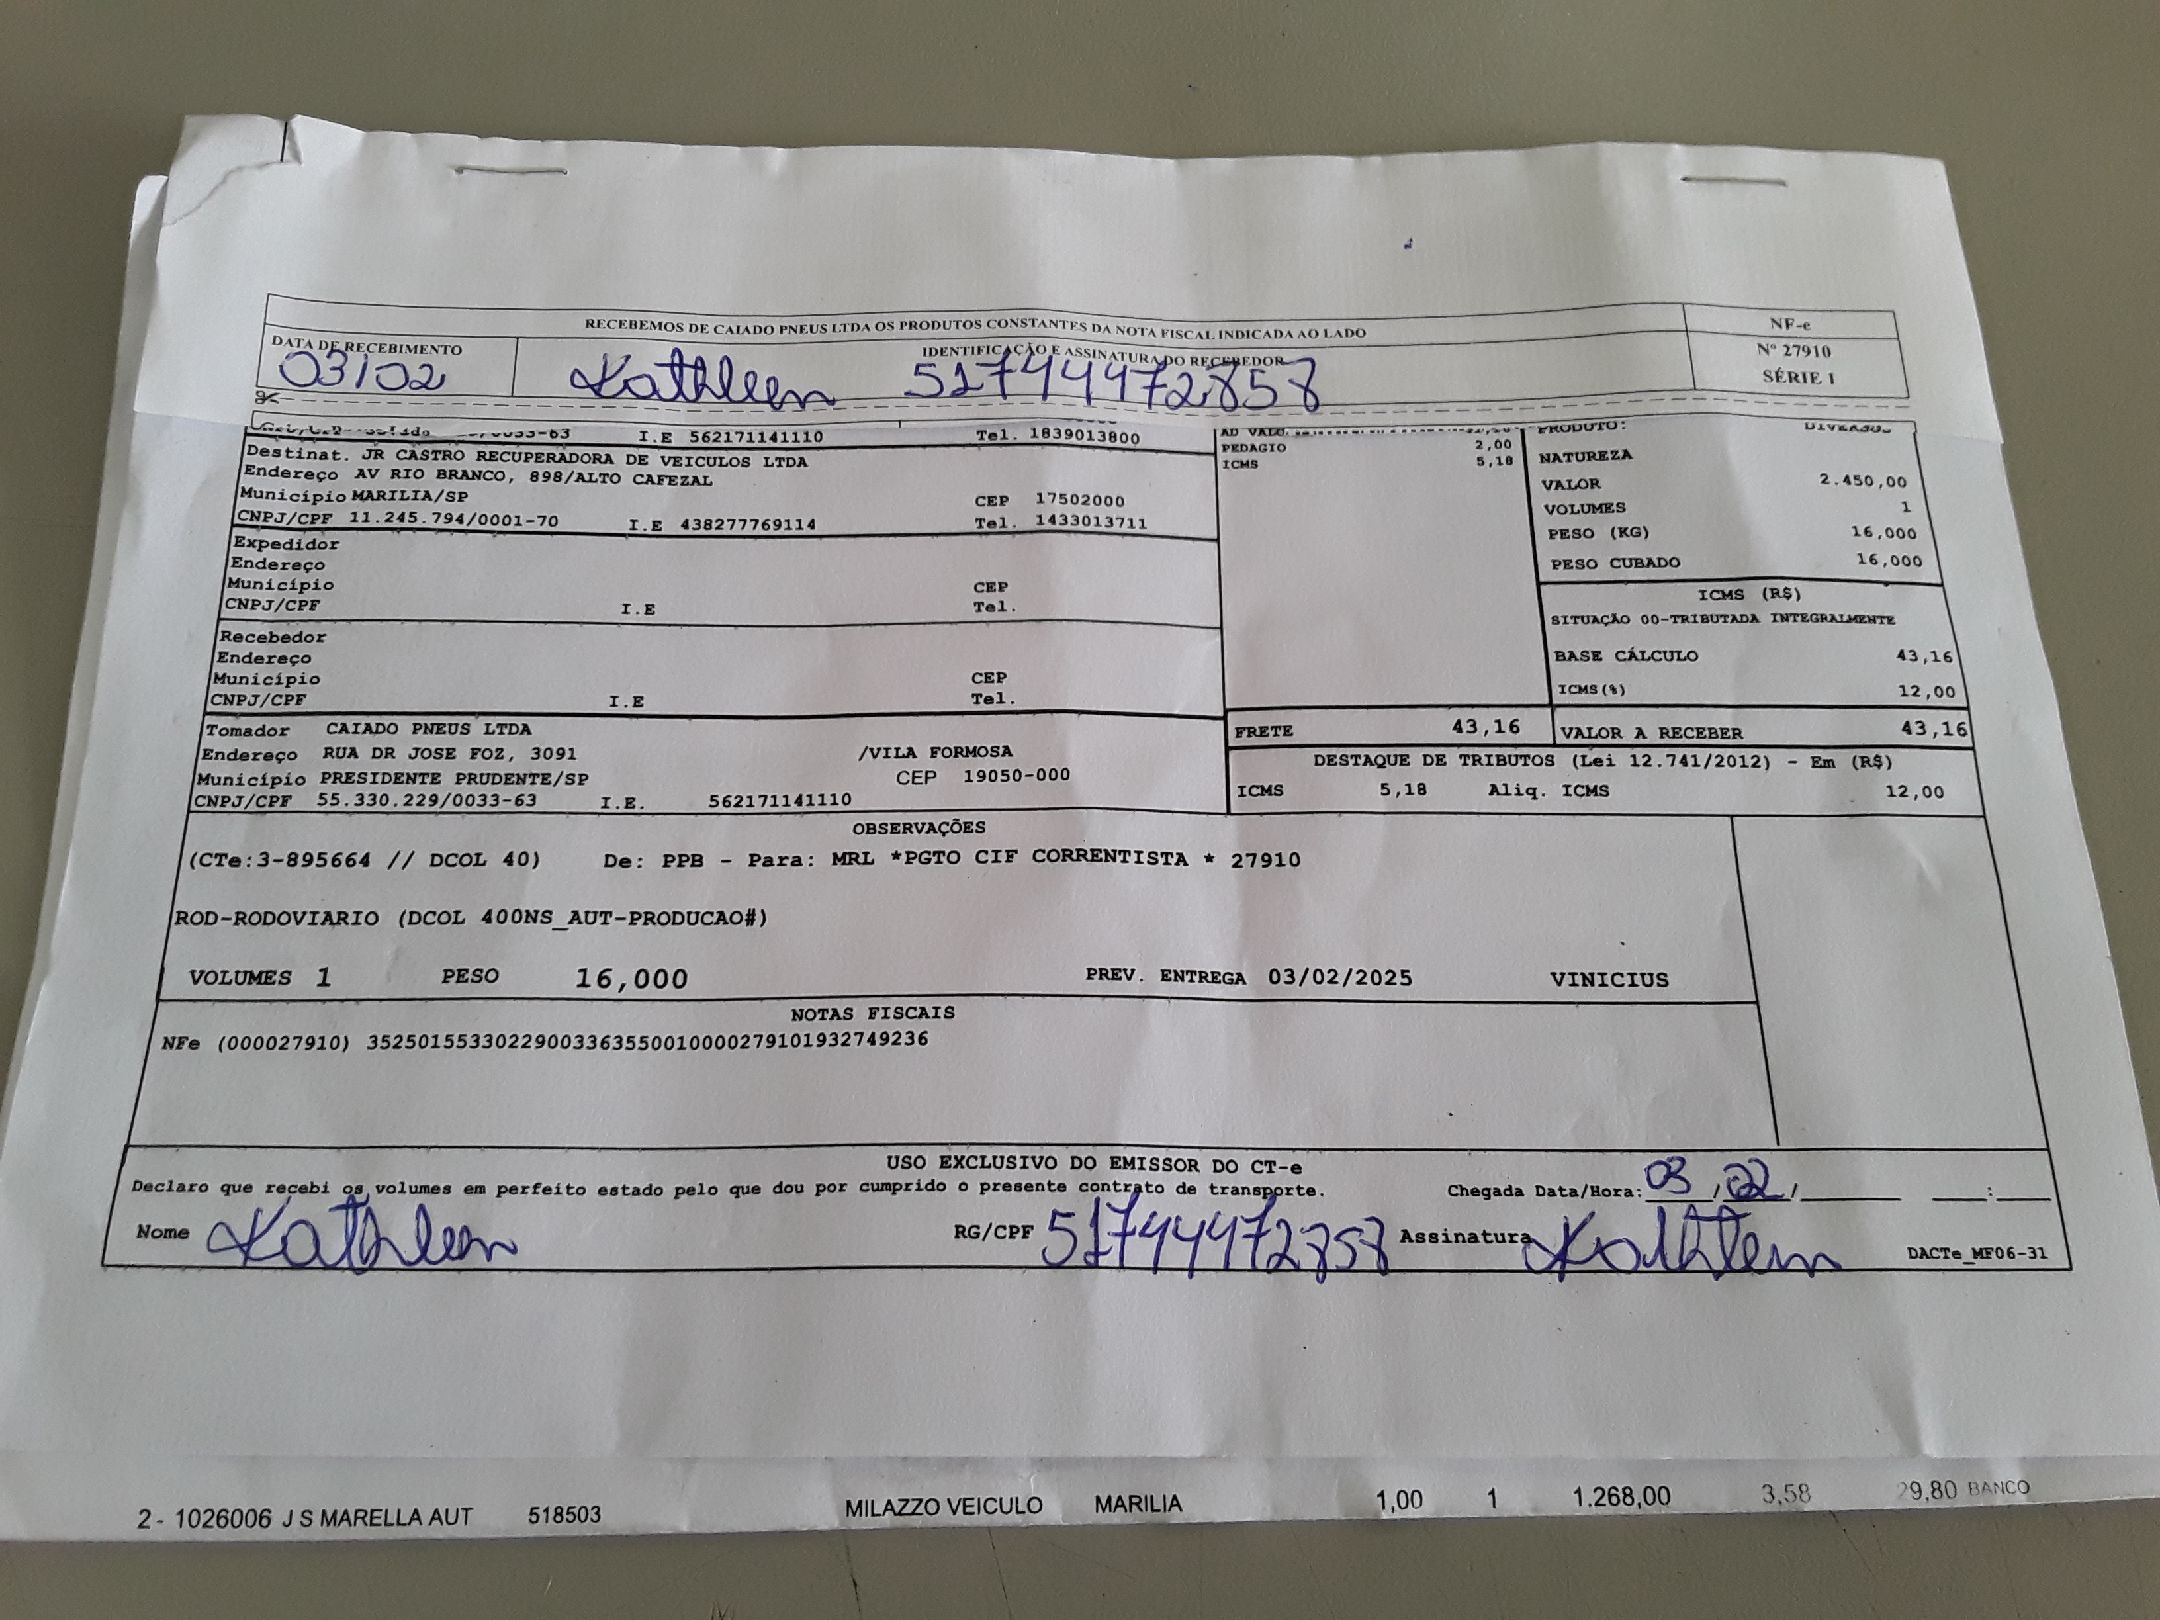 RECEBEMOS DE CAIADO PNEUS LTDA OS PRODUTOS CONSTANTES DA NOTA FISCAL INDICADA AO LADO
NF-e
Nº 27910
SÉRIE 1
DATA DE RECEBIMENTO
03/02
IDENTIFICAÇÃO E ASSINATURA DO RECEBEDOR
Kathleen 51744472858
/0033-63 I.E 562171141110 Tel. 1839013800
Destinat. JR CASTRO RECUPERADORA DE VEICULOS LTDA
Endereço AV RIO BRANCO, 898/ALTO CAFEZAL
Município MARILIA/SP CEP 17502000
CNPJ/CPF 11.245.794/0001-70 I.E 438277769114 Tel. 1433013711
Expedidor
Endereço
Município CEP
CNPJ/CPF I.E Tel.
Recebedor
Endereço
Município CEP
CNPJ/CPF I.E Tel.
Tomador CAIADO PNEUS LTDA
Endereço RUA DR JOSE FOZ, 3091 /VILA FORMOSA
Município PRESIDENTE PRUDENTE/SP CEP 19050-000
CNPJ/CPF 55.330.229/0033-63 I.E. 562171141110
PEDAGIO 2,00
ICMS 5,18
PRODUTO: DIVERSOS
NATUREZA
VALOR 2.450,00
VOLUMES 1
PESO (KG) 16,000
PESO CUBADO 16,000
ICMS (R$)
SITUAÇÃO 00-TRIBUTADA INTEGRALMENTE
BASE CÁLCULO 43,16
ICMS(%) 12,00
FRETE 43,16 VALOR A RECEBER 43,16
DESTAQUE DE TRIBUTOS (Lei 12.741/2012) - Em (R$)
ICMS 5,18 Aliq. ICMS 12,00
OBSERVAÇÕES
(CTe:3-895664 // DCOL 40) De: PPB - Para: MRL *PGTO CIF CORRENTISTA * 27910
ROD-RODOVIARIO (DCOL 400NS_AUT-PRODUCAO#)
VOLUMES 1 PESO 16,000 PREV. ENTREGA 03/02/2025 VINICIUS
NOTAS FISCAIS
NFe (000027910) 35250155330229003363550010000279101932749236
USO EXCLUSIVO DO EMISSOR DO CT-e
Declaro que recebi os volumes em perfeito estado pelo que dou por cumprido o presente contrato de transporte. Chegada Data/Hora: 03/02/ :
Nome Kathleen RG/CPF 51744472858 Assinatura Kathleen DACTe_MF06-31
2 - 1026006 J S MARELLA AUT 518503 MILAZZO VEICULO MARILIA 1,00 1 1.268,00 3,58 29,80 BANCO